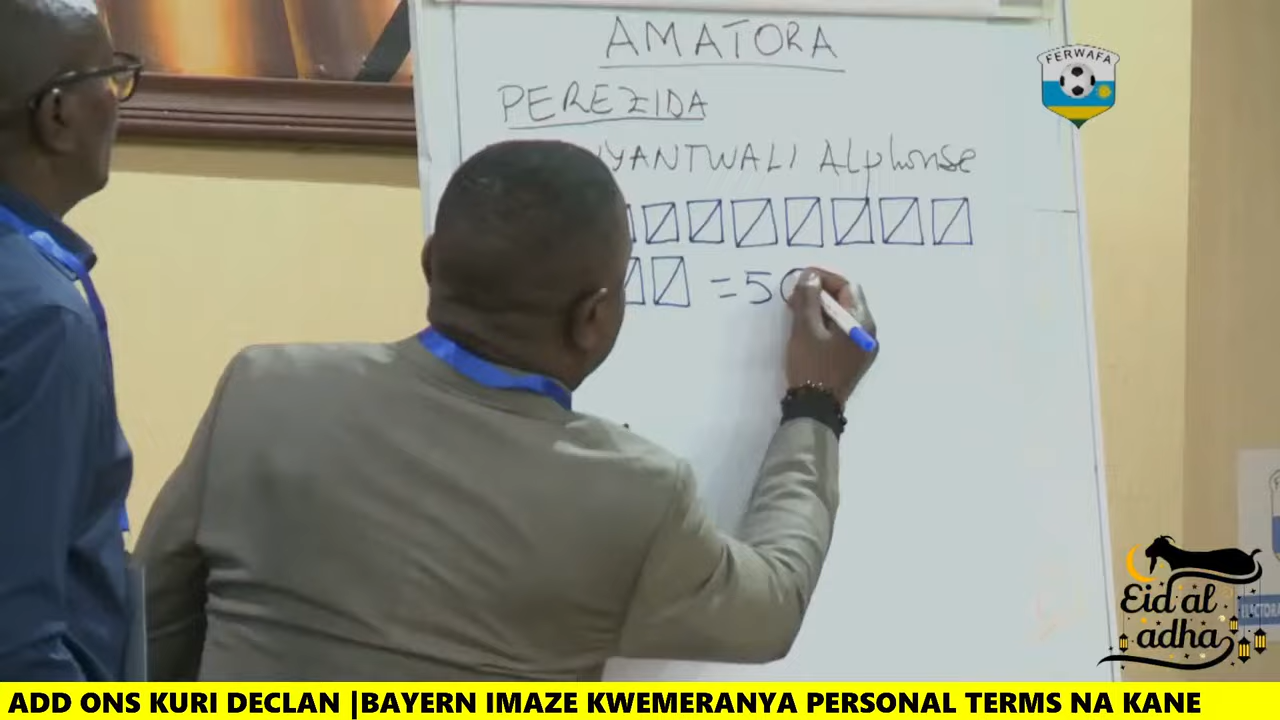 AMATORA
FERWAFA
PEREZIDA
YANTWALI Alphonse
= 5
Eid al
adha
ADD ONS KURI DECLAN |BAYERN IMAZE KWEMERANYA PERSONAL TERMS NA KANE